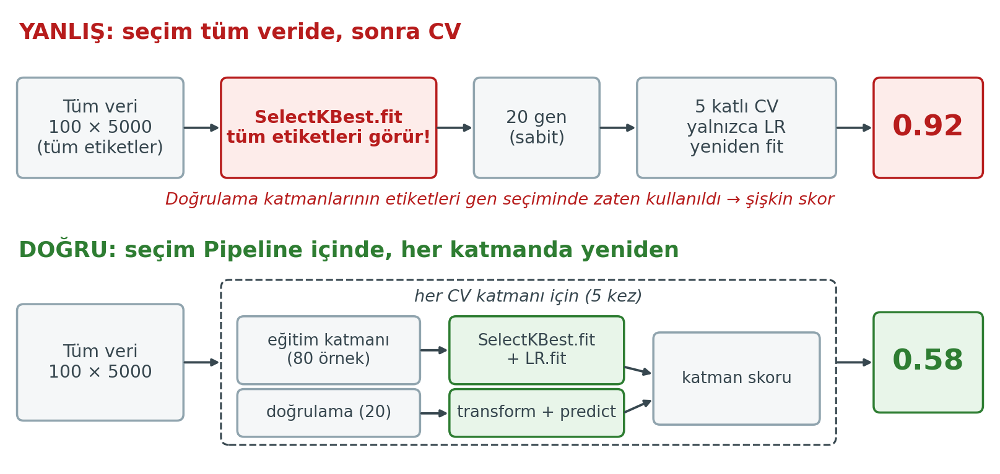 YANLIŞ: seçim tüm veride, sonra CV
Tüm veri
100 × 5000
(tüm etiketler)
SelectKBest.fit
tüm etiketleri görür!
20 gen
(sabit)
5 katlı CV
yalnızca LR
yeniden fit
0.92
Doğrulama katmanlarının etiketleri gen seçiminde zaten kullanıldı → şişkin skor
DOĞRU: seçim Pipeline içinde, her katmanda yeniden
Tüm veri
100 × 5000
her CV katmanı için (5 kez)
eğitim katmanı
(80 örnek)
SelectKBest.fit
+ LR.fit
doğrulama (20)
transform + predict
katman skoru
0.58